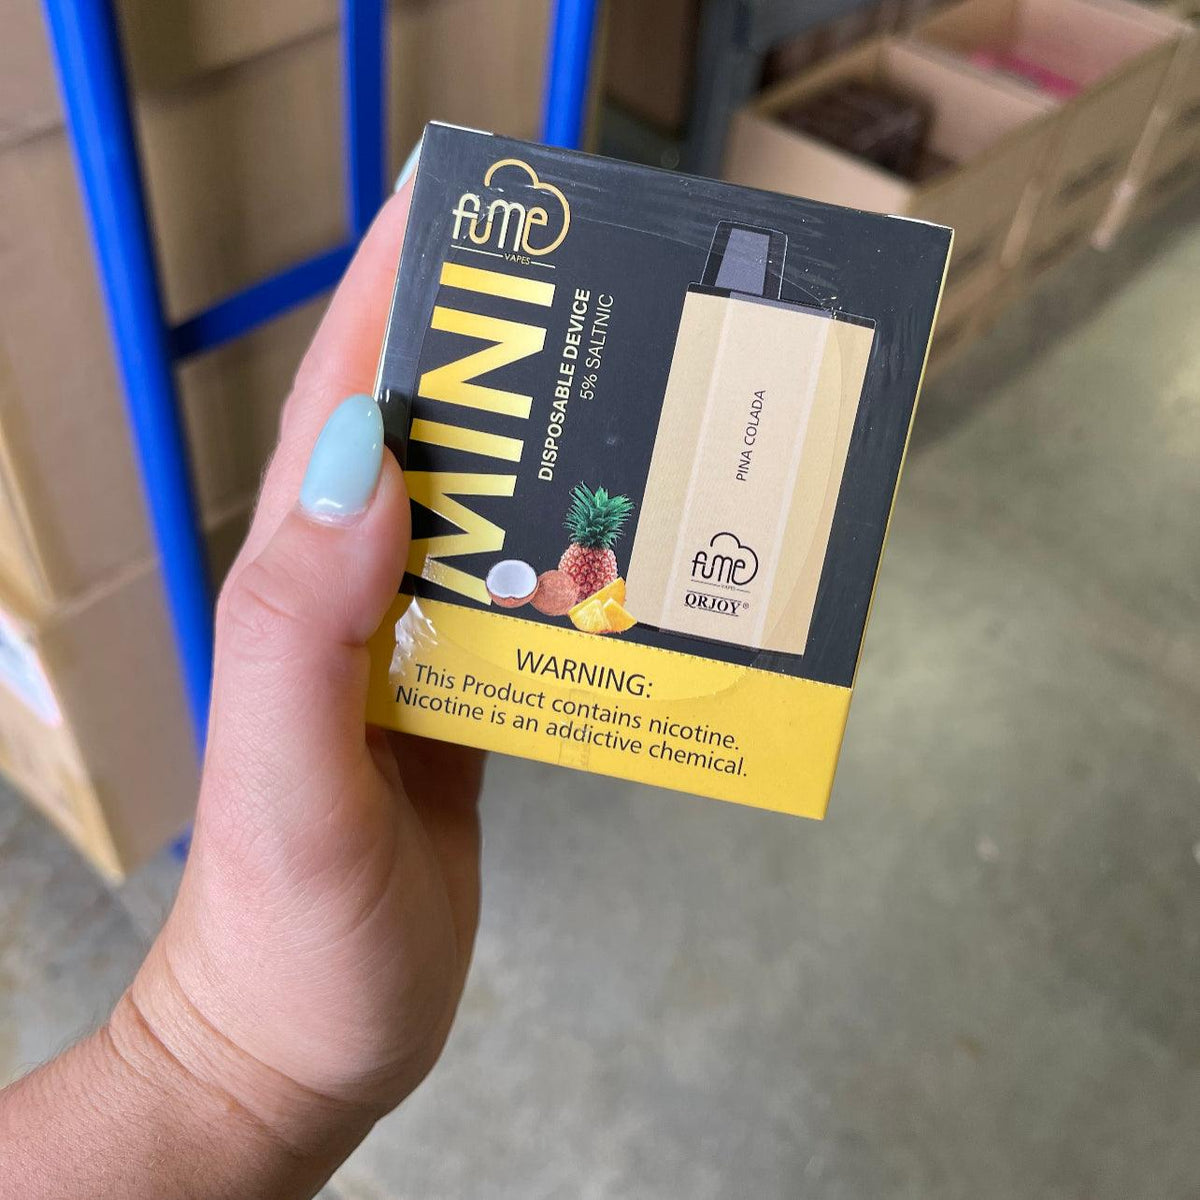 fume
VAPES
MINI
DISPOSABLE DEVICE
5% SALTNIC
PINA COLADA
fume
VAPES
QRJOY®
WARNING:
This Product contains nicotine.
Nicotine is an addictive chemical.